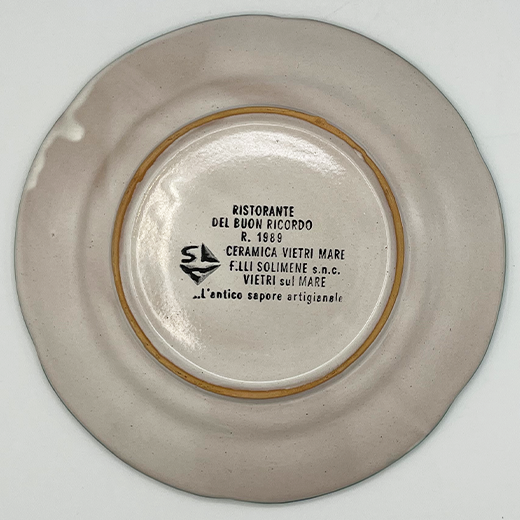 RISTORANTE
DEL BUON RICORDO
R. 1989
S
CERAMICA VIETRI MARE
F.LLI SOLIMENE s.n.c.
VIETRI sul MARE
...L'antico sapore artigianale